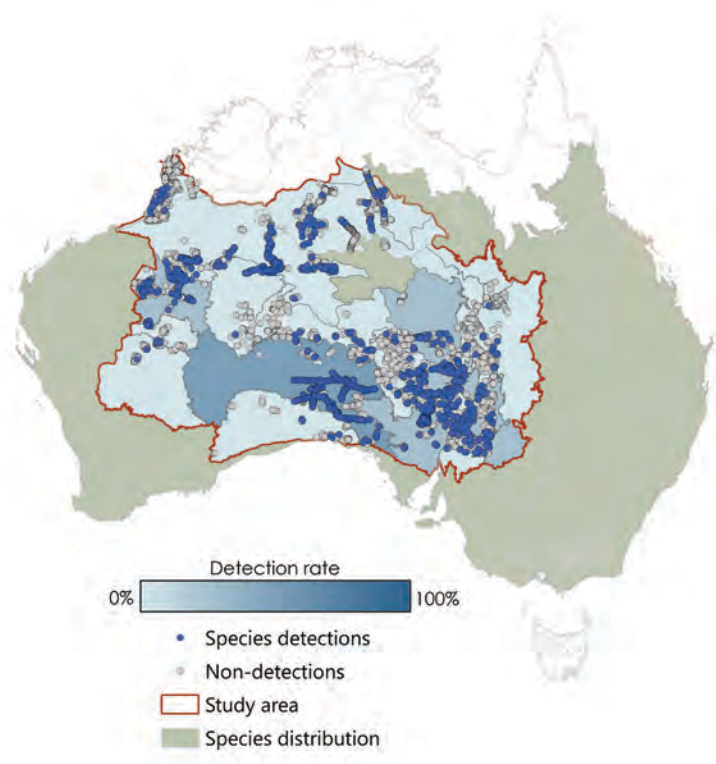 Detection rate
0% 100%
Species detections
Non-detections
Study area
Species distribution